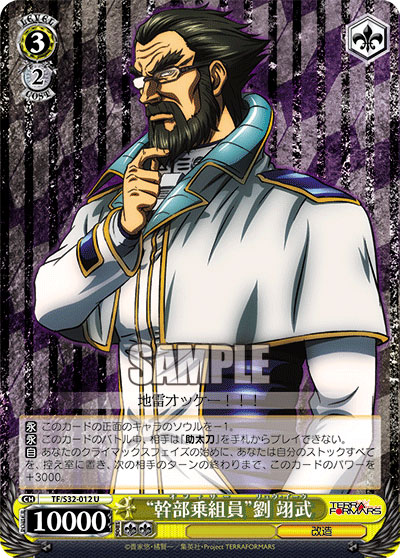 LEVEL
3
2
COST
SAMPLE
地雷オッケー！！！
永 このカードの正面のキャラのソウルを－1。
永 このカードのバトル中、相手は『助太刀』を手札からプレイできない。
自 あなたのクライマックスフェイズの始めに、あなたは自分のストックすべて
を、控え室に置き、次の相手のターンの終わりまで、このカードのパワーを
+3000。
CH TF/S32-012 U
10000
“幹部乗組員”劉 翊武
TERRA FORMARS
改造
©貴家悠・橘賢一／集英社・Project TERRAFORMARS